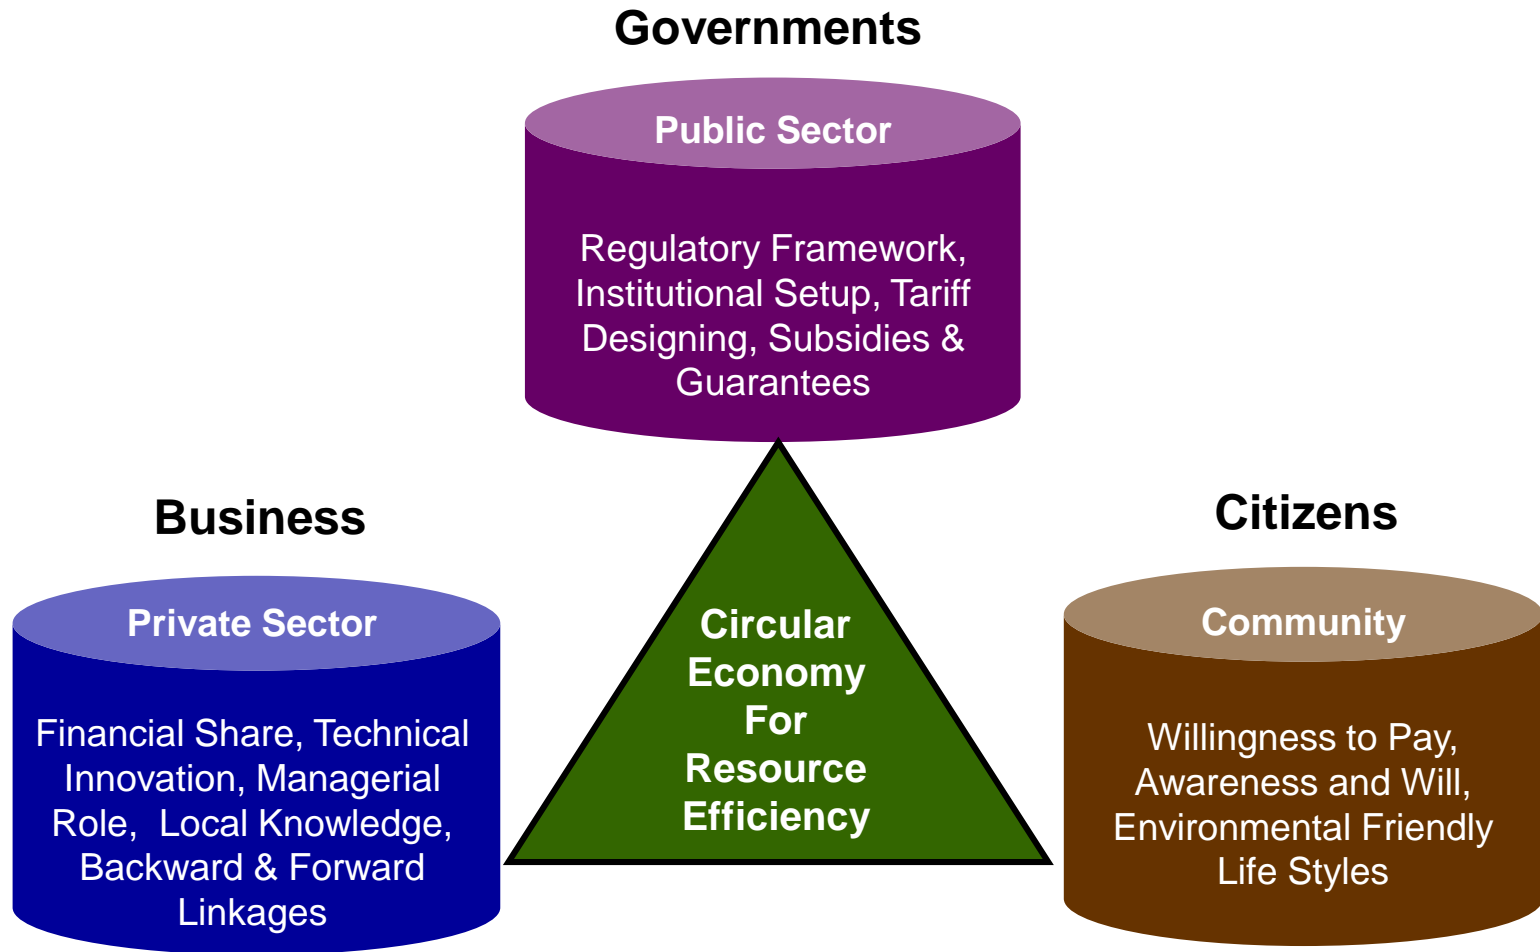 Governments
Public Sector
Regulatory Framework,
Institutional Setup, Tariff
Designing, Subsidies &
Guarantees
Business
Private Sector
Financial Share, Technical
Innovation, Managerial
Role,  Local Knowledge,
Backward & Forward
Linkages
Circular
Economy
For
Resource
Efficiency
Citizens
Community
Willingness to Pay,
Awareness and Will,
Environmental Friendly
Life Styles